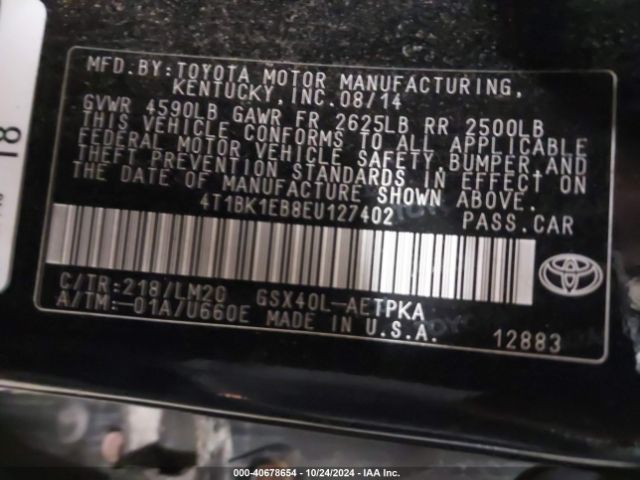 MFD.BY:TOYOTA MOTOR MANUFACTURING,
KENTUCKY, INC.08/14
GVWR 4590LB GAWR FR 2625LB RR 2500LB
THIS VEHICLE CONFORMS TO ALL APPLICABLE
FEDERAL MOTOR VEHICLE SAFETY, BUMPER,AND
THEFT PREVENTION STANDARDS IN EFFECT ON
THE DATE OF MANUFACTURE SHOWN ABOVE.
4T1BK1EB8EU127402 PASS.CAR
C/TR:218/LM20 GSX40L-AETPKA
A/TM:-01A/U660E MADE IN U.S.A.
12883
000-40678654 - 10/24/2024 - IAA Inc.